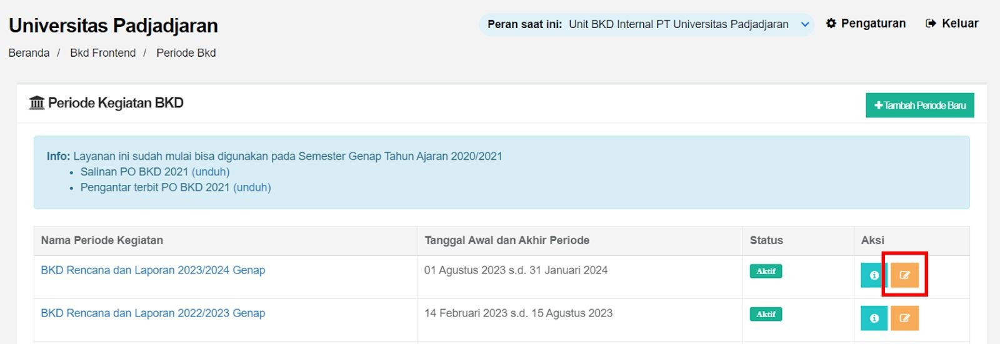 Universitas Padjadjaran
Peran saat ini: Unit BKD Internal PT Universitas Padjadjaran
Pengaturan
Keluar
Beranda / Bkd Frontend / Periode Bkd
Periode Kegiatan BKD
+Tambah Periode Baru
Info: Layanan ini sudah mulai bisa digunakan pada Semester Genap Tahun Ajaran 2020/2021
• Salinan PO BKD 2021 (unduh)
• Pengantar terbit PO BKD 2021 (unduh)
Nama Periode Kegiatan Tanggal Awal dan Akhir Periode Status Aksi
BKD Rencana dan Laporan 2023/2024 Genap 01 Agustus 2023 s.d. 31 Januari 2024 Aktif
BKD Rencana dan Laporan 2022/2023 Genap 14 Februari 2023 s.d. 15 Agustus 2023 Aktif